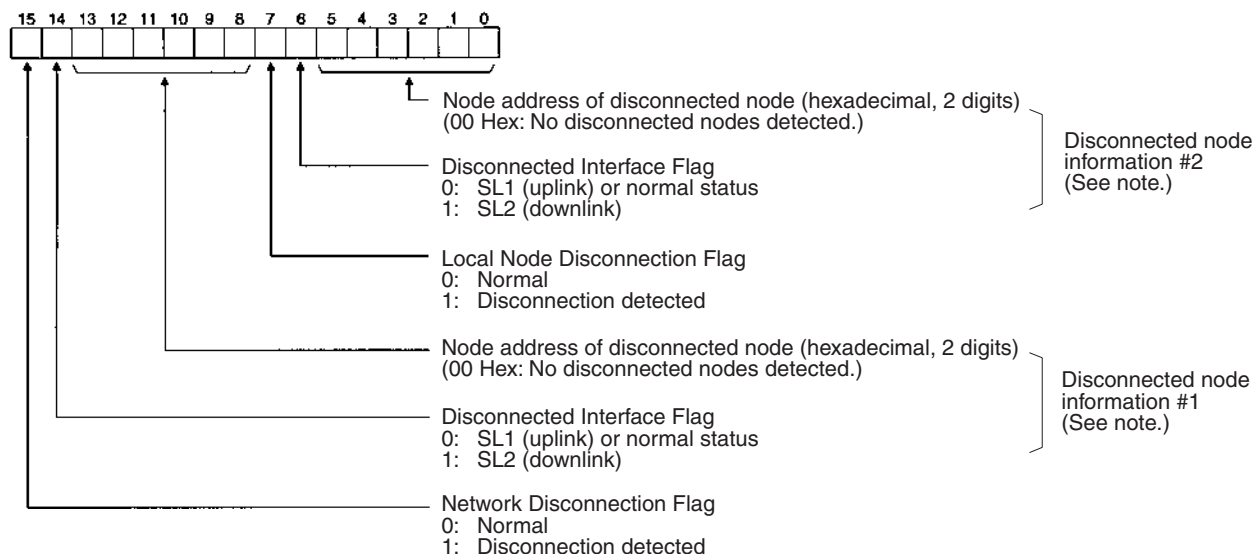 15 14 13 12 11 10 9 8 7 6 5 4 3 2 1 0
Node address of disconnected node (hexadecimal, 2 digits)
(00 Hex: No disconnected nodes detected.)
Disconnected Interface Flag
0: SL1 (uplink) or normal status
1: SL2 (downlink)
Disconnected node
information #2
(See note.)
Local Node Disconnection Flag
0: Normal
1: Disconnection detected
Node address of disconnected node (hexadecimal, 2 digits)
(00 Hex: No disconnected nodes detected.)
Disconnected Interface Flag
0: SL1 (uplink) or normal status
1: SL2 (downlink)
Disconnected node
information #1
(See note.)
Network Disconnection Flag
0: Normal
1: Disconnection detected